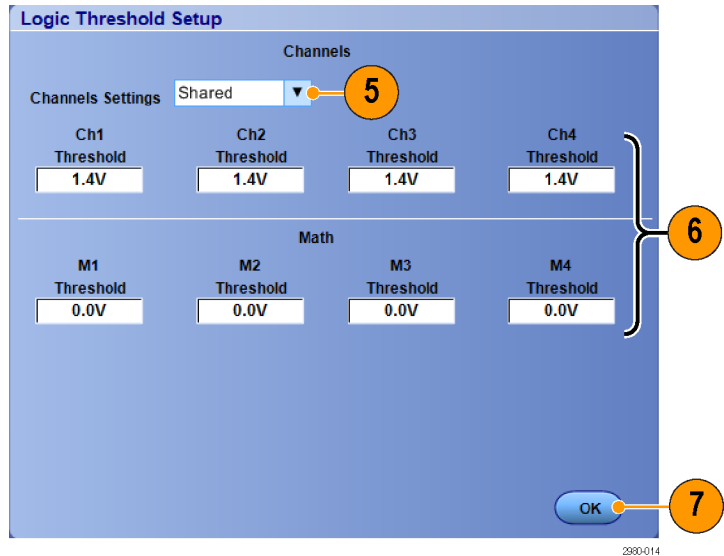 Logic Threshold Setup
Channels
Channels Settings Shared ▼ 5
Ch1 Ch2 Ch3 Ch4
Threshold Threshold Threshold Threshold
1.4V 1.4V 1.4V 1.4V
6
Math
M1 M2 M3 M4
Threshold Threshold Threshold Threshold
0.0V 0.0V 0.0V 0.0V
OK 7
2980-014